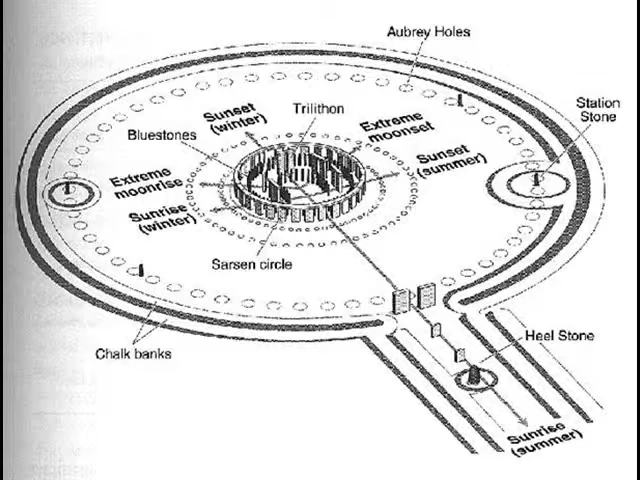 Aubrey Holes
Station
Stone
Trilithon
Sunset
(winter)
Extreme
moonset
Bluestones
Sunset
(summer)
Extreme
moonrise
Sunrise
(winter)
Sarsen circle
Heel Stone
Chalk banks
Sunrise
(summer)